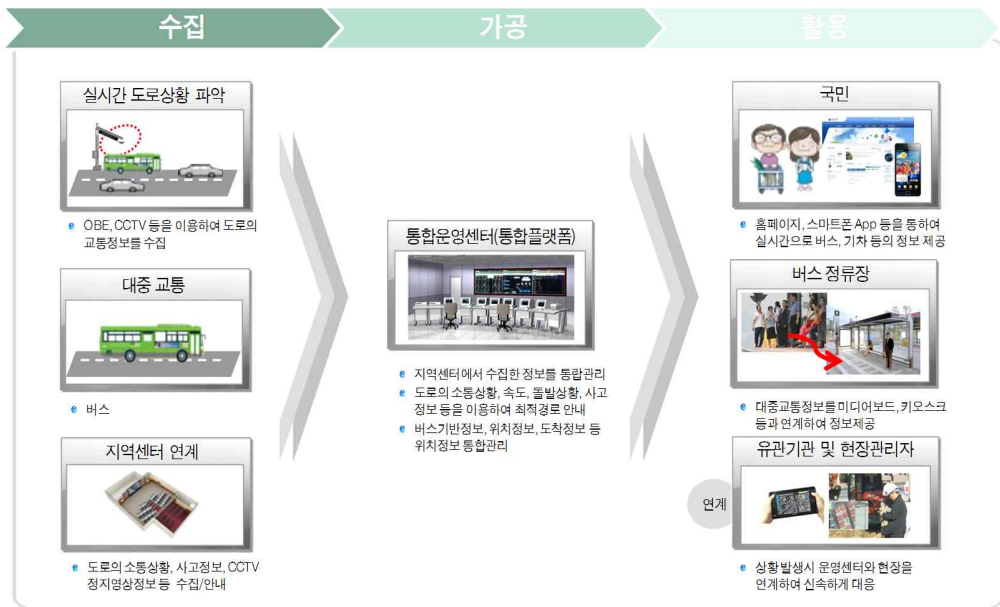 수집
가공
활용
실시간 도로상황 파악
OBE, CCTV 등을 이용하여 도로의
교통정보를 수집
대중 교통
버스
지역센터 연계
도로의 소통상황, 사고정보, CCTV
정지영상정보 등 수집/안내
통합운영센터(통합플랫폼)
지역센터에서 수집한 정보를 통랍관리
도로의 소통상황, 속도, 돌발상황, 사고
정보 등을 이용하여 최적경로 안내
버스기반정보, 위치정보, 도착정보 등
위치정보 통합관리
국민
홈페이지, 스마트폰 App 등을 통하여
실시간으로 버스, 기차 등의 정보 제공
버스 정류장
대중교통정보를 미디어보드, 키오스크
등과 연계하여 정보제공
유관기관 및 현장관리자
연계
상황 발생시 운영센터와 현장을
연계하여 신속하게 대응